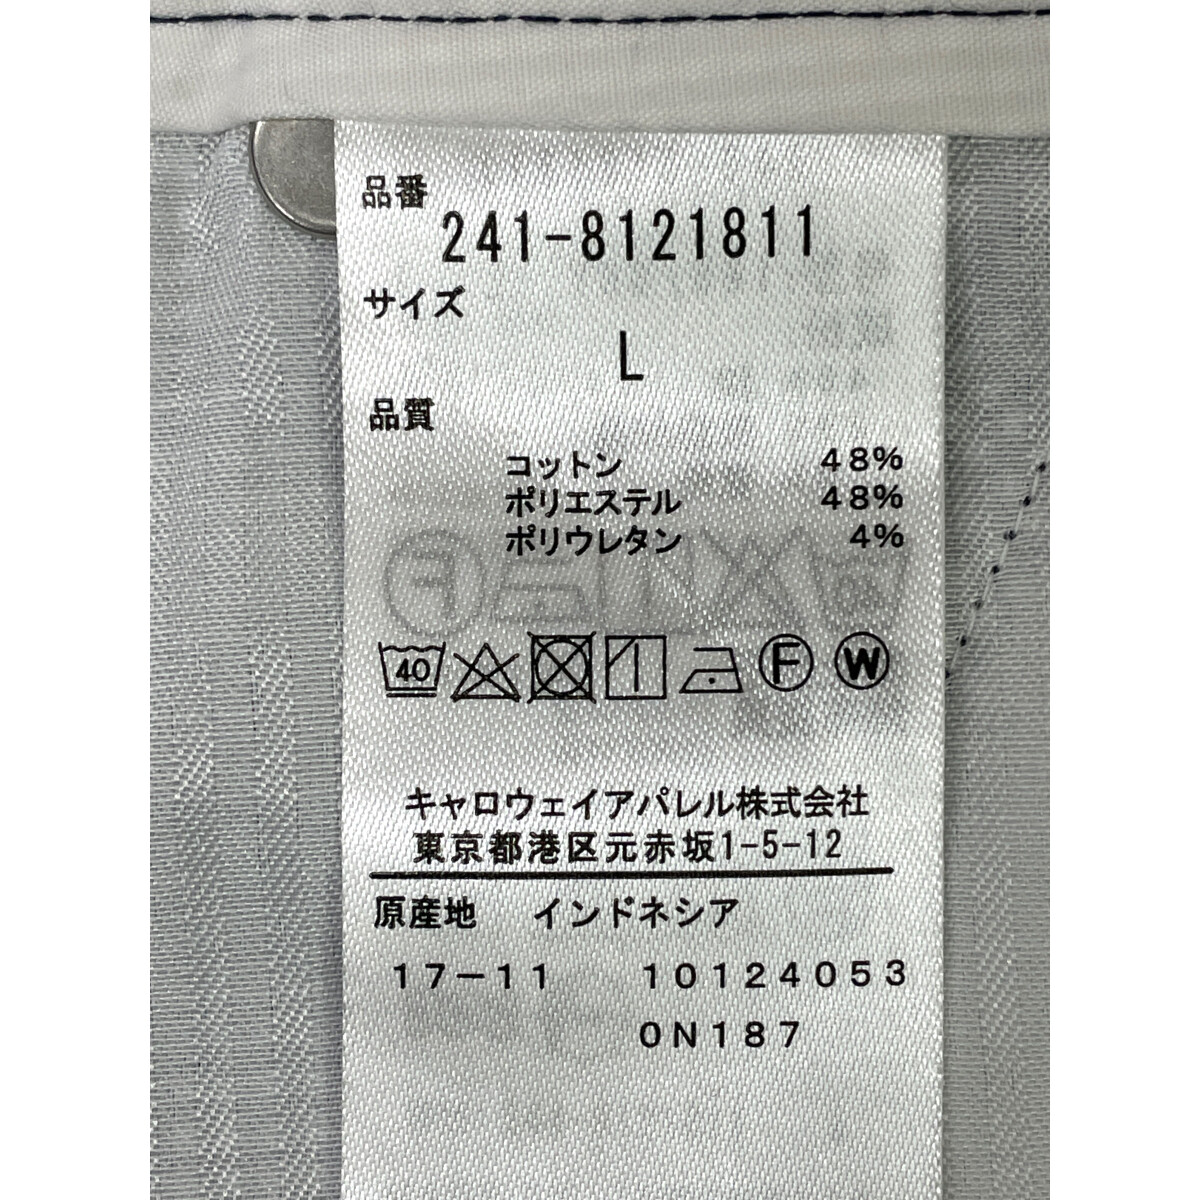 品番
241-8121811
サイズ
L
品質
コットン 48%
ポリエステル 48%
ポリウレタン 4%
40 F W
キャロウェイアパレル株式会社
東京都港区元赤坂1-5-12
原産地 インドネシア
17-11 10124053
0N187